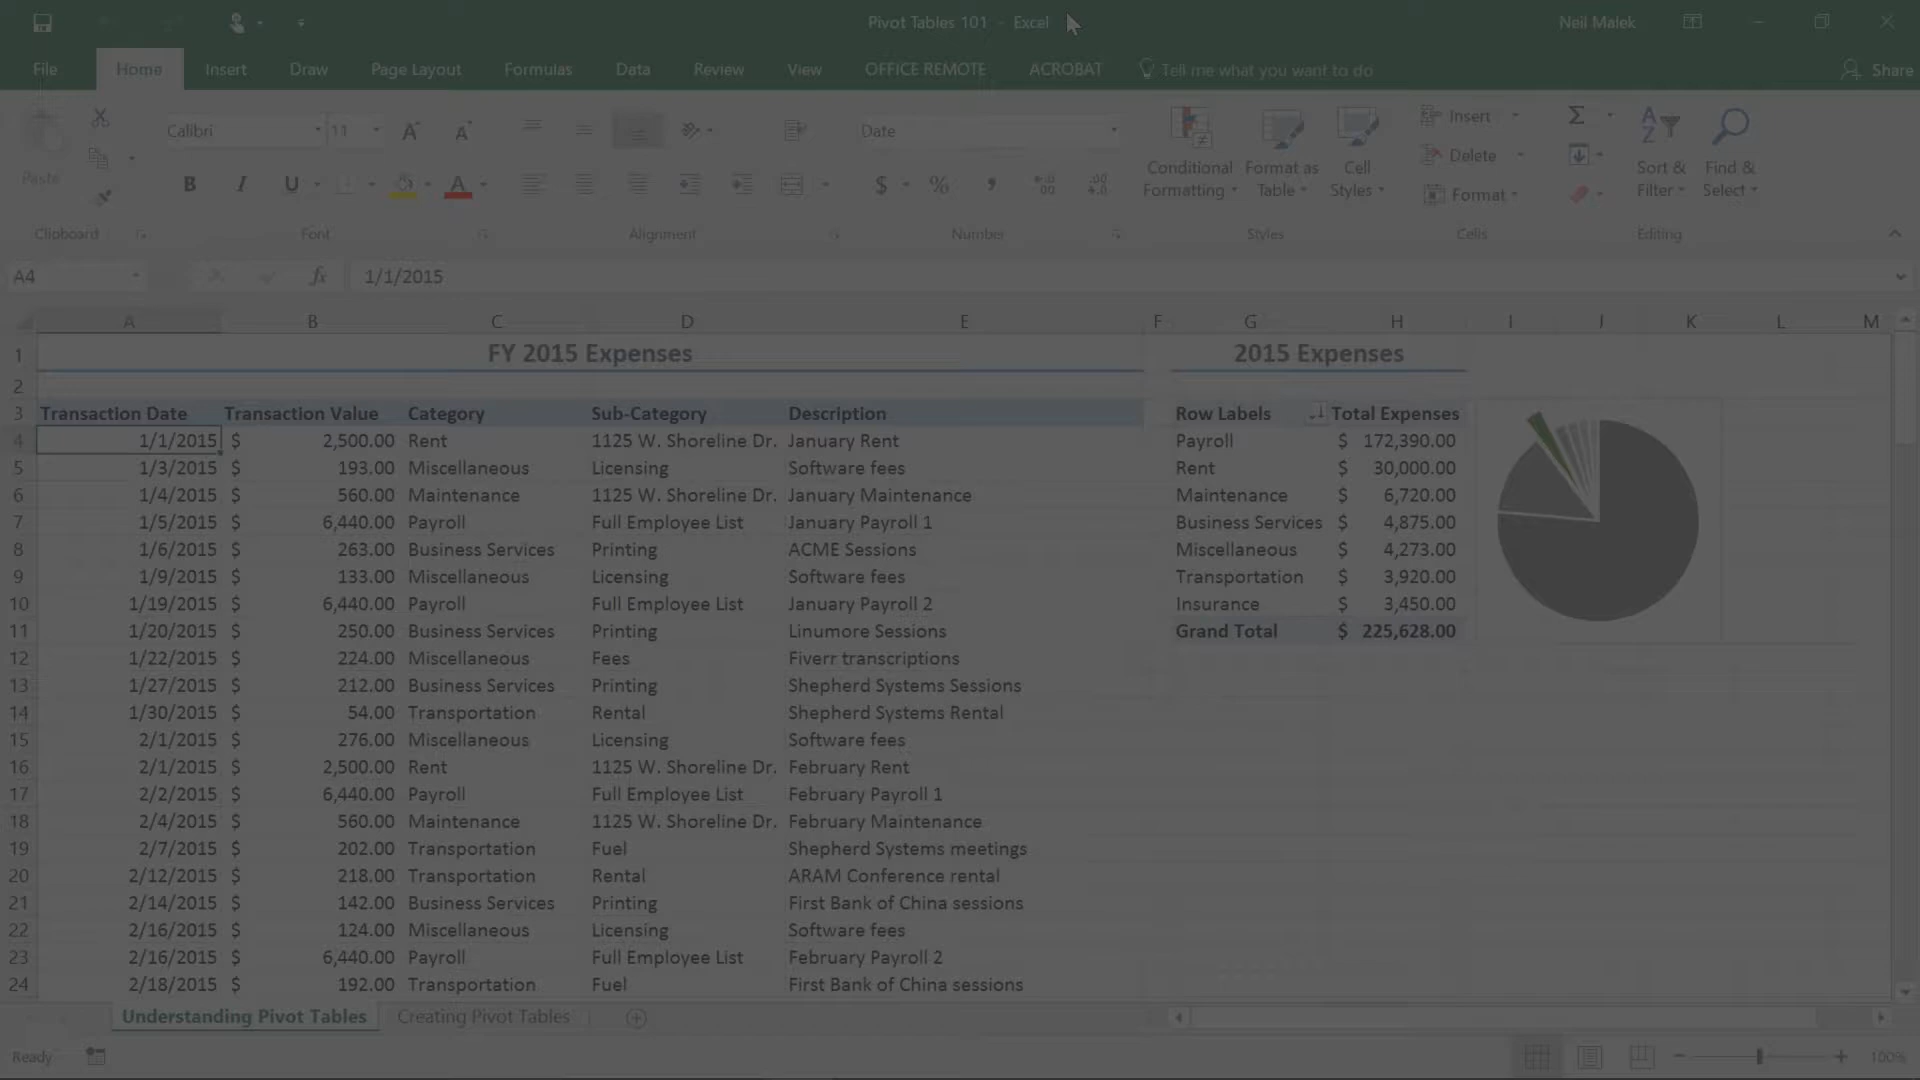 Pivot Tables 101 - Excel
Neil Malek
File Home Insert Draw Page Layout Formulas Data Review View OFFICE REMOTE ACROBAT Tell me what you want to do Share
Paste
Calibri 11
B I U
Date
$ % ,
Conditional Formatting
Format as Table
Cell Styles
Insert
Delete
Format
Sort & Filter
Find & Select
Clipboard Font Alignment Number Styles Cells Editing
A4 fx 1/1/2015
A B C D E F G H I J K L M
1 FY 2015 Expenses 2015 Expenses
2
3 Transaction Date Transaction Value Category Sub-Category Description Row Labels Total Expenses
4 1/1/2015 $ 2,500.00 Rent 1125 W. Shoreline Dr. January Rent Payroll $ 172,390.00
5 1/3/2015 $ 193.00 Miscellaneous Licensing Software fees Rent $ 30,000.00
6 1/4/2015 $ 560.00 Maintenance 1125 W. Shoreline Dr. January Maintenance Maintenance $ 6,720.00
7 1/5/2015 $ 6,440.00 Payroll Full Employee List January Payroll 1 Business Services $ 4,875.00
8 1/6/2015 $ 263.00 Business Services Printing ACME Sessions Miscellaneous $ 4,273.00
9 1/9/2015 $ 133.00 Miscellaneous Licensing Software fees Transportation $ 3,920.00
10 1/19/2015 $ 6,440.00 Payroll Full Employee List January Payroll 2 Insurance $ 3,450.00
11 1/20/2015 $ 250.00 Business Services Printing Linumore Sessions Grand Total $ 225,628.00
12 1/22/2015 $ 224.00 Miscellaneous Fees Fiverr transcriptions
13 1/27/2015 $ 212.00 Business Services Printing Shepherd Systems Sessions
14 1/30/2015 $ 54.00 Transportation Rental Shepherd Systems Rental
15 2/1/2015 $ 276.00 Miscellaneous Licensing Software fees
16 2/1/2015 $ 2,500.00 Rent 1125 W. Shoreline Dr. February Rent
17 2/2/2015 $ 6,440.00 Payroll Full Employee List February Payroll 1
18 2/4/2015 $ 560.00 Maintenance 1125 W. Shoreline Dr. February Maintenance
19 2/7/2015 $ 202.00 Transportation Fuel Shepherd Systems meetings
20 2/12/2015 $ 218.00 Transportation Rental ARAM Conference rental
21 2/14/2015 $ 142.00 Business Services Printing First Bank of China sessions
22 2/16/2015 $ 124.00 Miscellaneous Licensing Software fees
23 2/16/2015 $ 6,440.00 Payroll Full Employee List February Payroll 2
24 2/18/2015 $ 192.00 Transportation Fuel First Bank of China sessions
Understanding Pivot Tables Creating Pivot Tables
Ready 100%